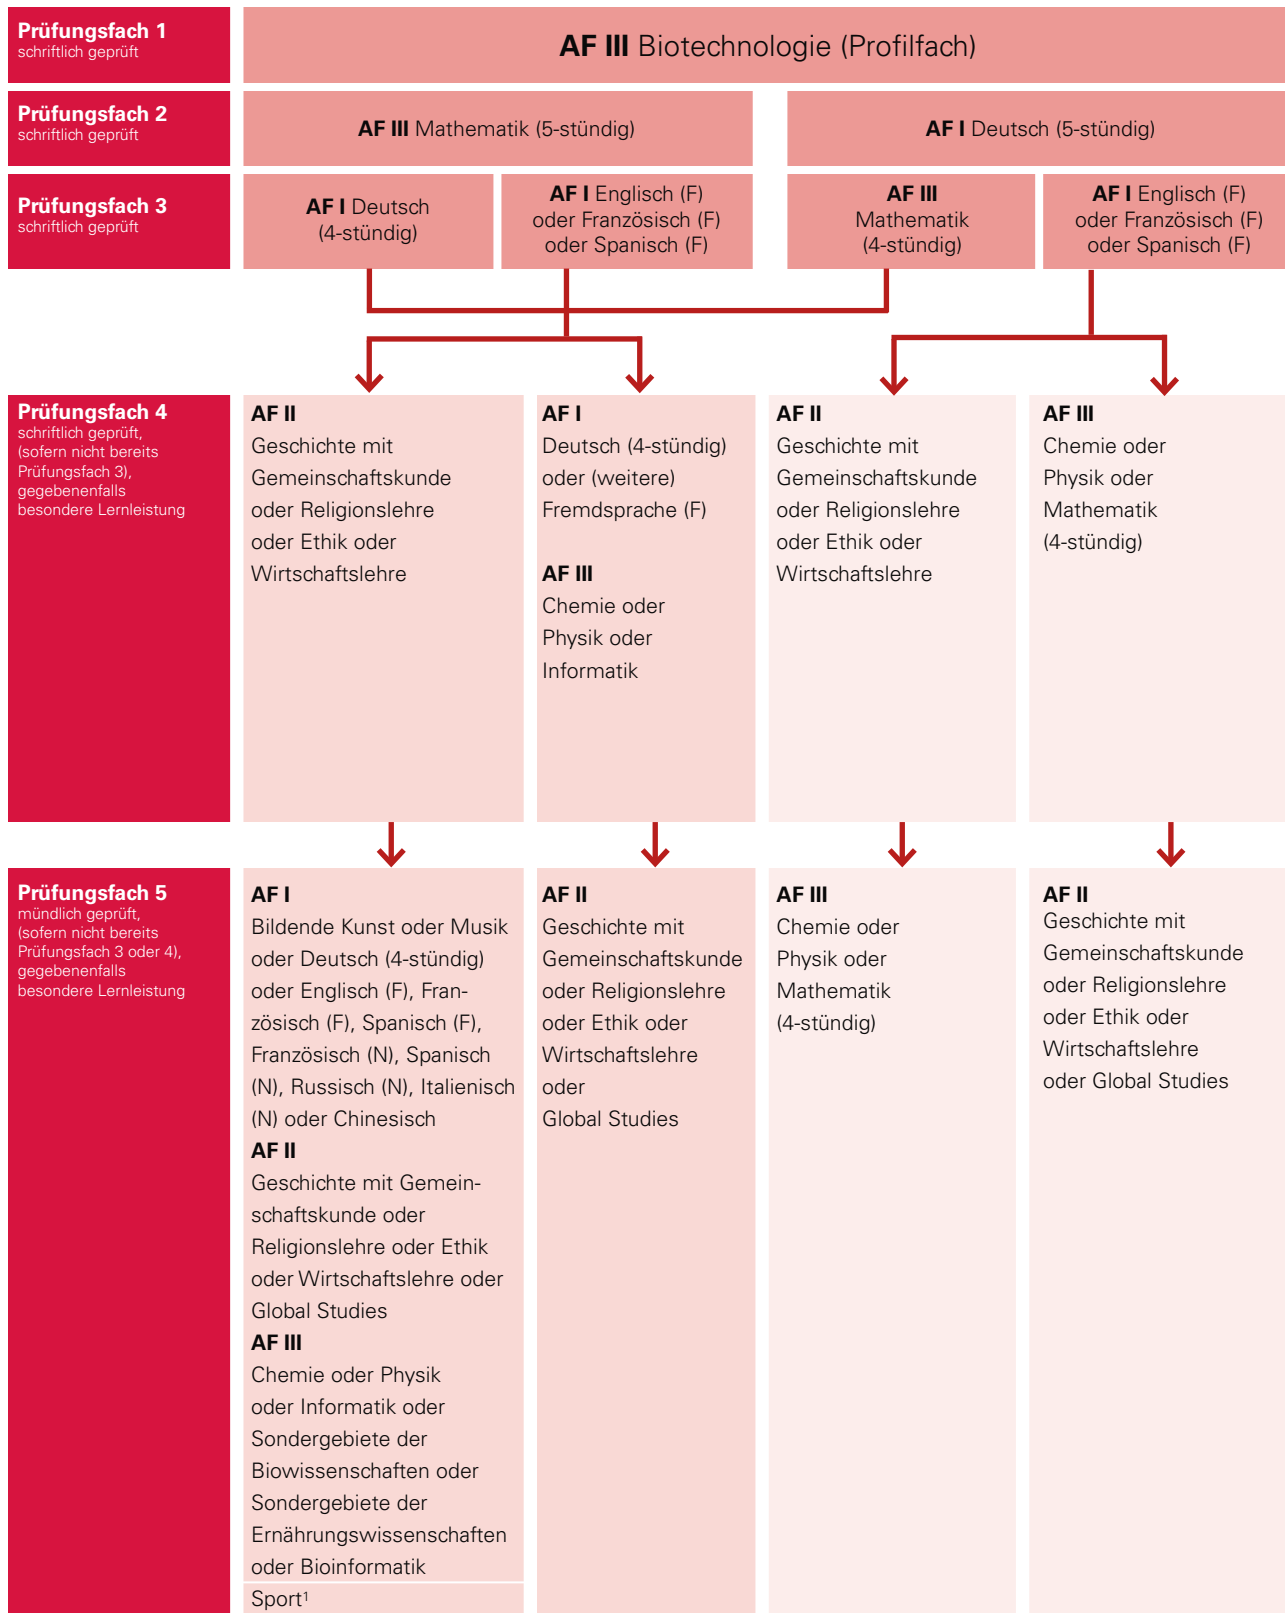 Prüfungsfach 1
schriftlich geprüft
AF III Biotechnologie (Profilfach)
Prüfungsfach 2
schriftlich geprüft
AF III Mathematik (5-stündig)
AF I Deutsch (5-stündig)
Prüfungsfach 3
schriftlich geprüft
AF I Deutsch
(4-stündig)
AF I Englisch (F)
oder Französisch (F)
oder Spanisch (F)
AF III
Mathematik
(4-stündig)
AF I Englisch (F)
oder Französisch (F)
oder Spanisch (F)
Prüfungsfach 4
schriftlich geprüft,
(sofern nicht bereits
Prüfungsfach 3),
gegebenenfalls
besondere Lernleistung
AF II
Geschichte mit
Gemeinschaftskunde
oder Religionslehre
oder Ethik oder
Wirtschaftslehre
AF I
Deutsch (4-stündig)
oder (weitere)
Fremdsprache (F)
AF III
Chemie oder
Physik oder
Informatik
AF II
Geschichte mit
Gemeinschaftskunde
oder Religionslehre
oder Ethik oder
Wirtschaftslehre
AF III
Chemie oder
Physik oder
Mathematik
(4-stündig)
Prüfungsfach 5
mündlich geprüft,
(sofern nicht bereits
Prüfungsfach 3 oder 4),
gegebenenfalls
besondere Lernleistung
AF I
Bildende Kunst oder Musik
oder Deutsch (4-stündig)
oder Englisch (F), Fran-
zösisch (F), Spanisch (F),
Französisch (N), Spanisch
(N), Russisch (N), Italienisch
(N) oder Chinesisch
AF II
Geschichte mit Gemein-
schaftskunde oder
Religionslehre oder Ethik
oder Wirtschaftslehre oder
Global Studies
AF III
Chemie oder Physik
oder Informatik oder
Sondergebiete der
Biowissenschaften oder
Sondergebiete der
Ernährungswissenschaften
oder Bioinformatik
Sport¹
AF II
Geschichte mit
Gemeinschaftskunde
oder Religionslehre
oder Ethik oder
Wirtschaftslehre
oder
Global Studies
AF III
Chemie oder
Physik oder
Mathematik
(4-stündig)
AF II
Geschichte mit
Gemeinschaftskunde
oder Religionslehre
oder Ethik oder
Wirtschaftslehre
oder Global Studies